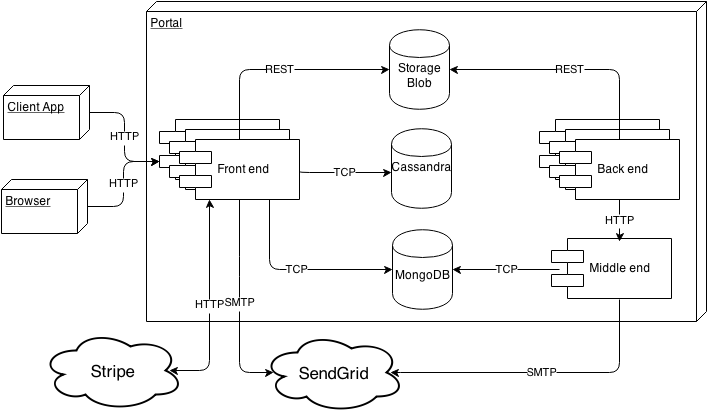 Portal
REST
REST
Storage
Blob
Client App
HTTP
Front end
Cassandra
Back end
TCP
HTTP
Browser
HTTP
TCP
MongoDB
TCP
Middle end
HTTP
SMTP
Stripe
SendGrid
SMTP